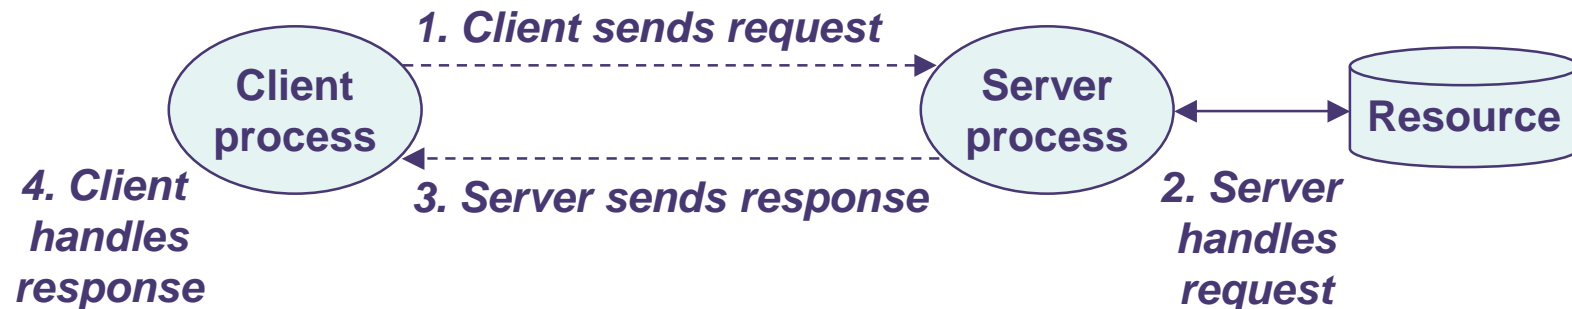 1. Client sends request
Client
process
Server
process
Resource
3. Server sends response
4. Client
handles
response
2. Server
handles
request